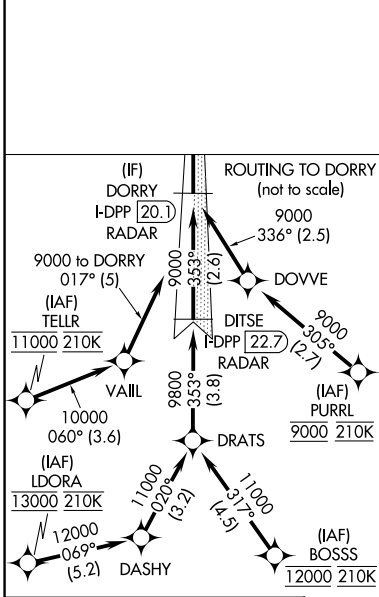 (IF)
DORRY
I-DPP 20.1
RADAR
ROUTING TO DORRY
(not to scale)
9000
336° (2.5)
9000 to DORRY
017° (5)
9000
353°
(2.6)
DOVVE
(IAF)
TELLR
11000 210K
DITSE
I-DPP 22.7
RADAR
9000
305°
(2.7)
VAIIL
10000
060° (3.6)
9800
353°
(3.8)
(IAF)
PURRL
9000 210K
DRATS
(IAF)
LDORA
13000 210K
11000
020°
(3.2)
11000
317°
(4.5)
12000
069°
(5.2)
DASHY
(IAF)
BOSSS
12000 210K